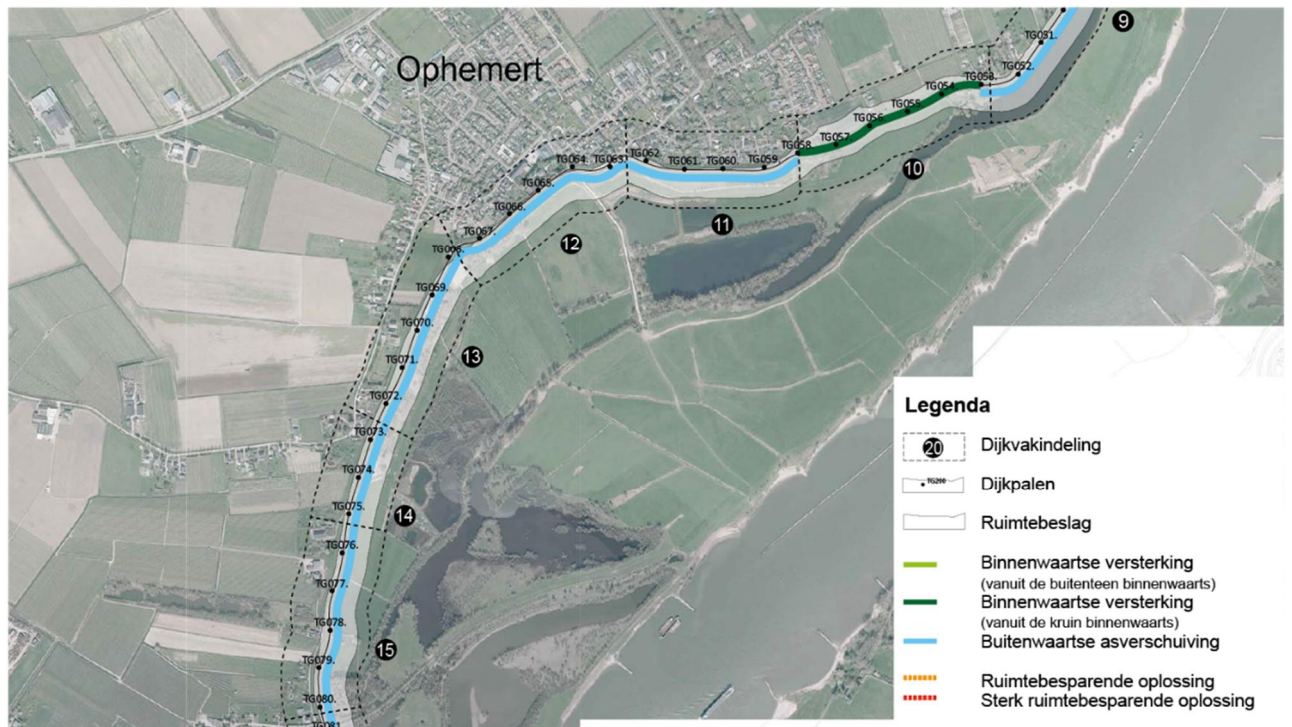 Ophemert
9
TG051.
TG052.
TG053.
TG054.
TG055.
TG056.
TG057.
TG058.
TG059.
TG060.
TG061.
TG062.
TG063.
TG064.
TG065.
TG066.
TG067.
TG069.
TG070.
TG071.
TG072.
TG073.
TG074.
TG075.
TG076.
TG077.
TG078.
TG079.
TG080.
TG081.
10
11
12
13
14
15
Legenda
20 Dijkvakindeling
TG200 Dijkpalen
Ruimtebeslag
Binnenwaartse versterking
(vanuit de buitenteen binnenwaarts)
Binnenwaartse versterking
(vanuit de kruin binnenwaarts)
Buitenwaartse asverschuiving
Ruimtebesparende oplossing
Sterk ruimtebesparende oplossing